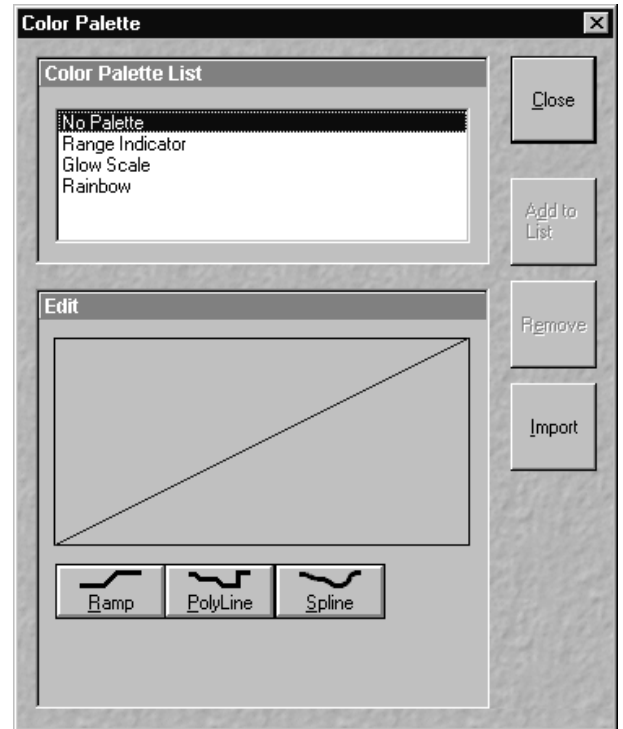 Color Palette
Color Palette List
No Palette
Range Indicator
Glow Scale
Rainbow
Close
Add to
List
Remove
Import
Edit
Ramp
PolyLine
Spline